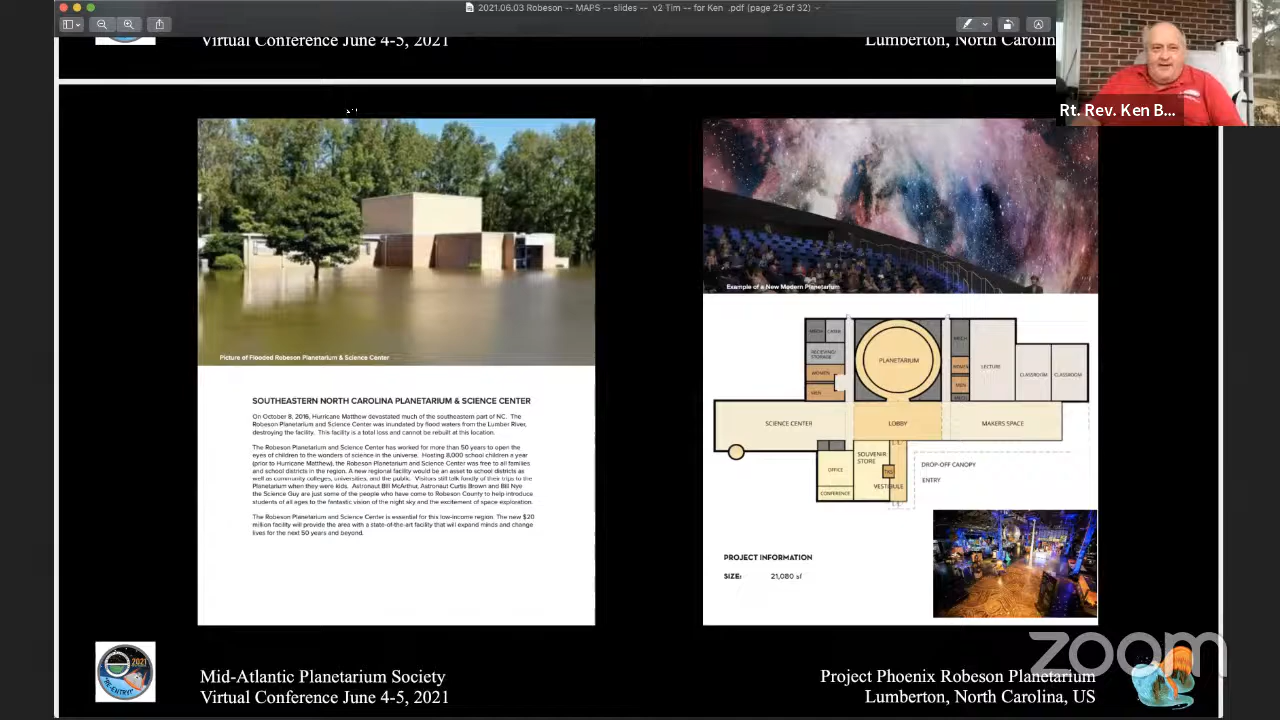 2021.06.03 Robeson -- MAPS -- slides -- v2 Tim -- for Ken .pdf (page 25 of 32)
Virtual Conference June 4-5, 2021
Lumberton, North Carolin
Rt. Rev. Ken B...
Picture of Flooded Robeson Planetarium & Science Center
SOUTHEASTERN NORTH CAROLINA PLANETARIUM & SCIENCE CENTER
On October 8, 2016, Hurricane Matthew devastated much of the southeastern part of NC. The
Robeson Planetarium and Science Center was inundated by flood waters from the Lumber River,
destroying the facility. This facility is a total loss and cannot be rebuilt at this location.
The Robeson Planetarium and Science Center has worked for more than 50 years to open the
eyes of children to the wonders of science in the universe. Hosting 8,000 school children a year
(prior to Hurricane Matthew), the Robeson Planetarium and Science Center was free to all families
and school districts in the region. A new regional facility would be an asset to school districts as
well as community colleges, universities, and the public. Visitors still talk fondly of their trips to the
Planetarium when they were kids. Astronaut Bill McArthur, Astronaut Curtis Brown and Bill Nye
the Science Guy are just some of the people who have come to Robeson County to help introduce
students of all ages to the fantastic vision of the night sky and the excitement of space exploration.
The Robeson Planetarium and Science Center is essential for this low-income region. The new $20
million facility will provide the area with a state-of-the-art facility that will expand minds and change
lives for the next 50 years and beyond.
Example of a New Modern Planetarium
RECEIVING/
STORAGE
WOMEN
MEN
PLANETARIUM
MECH
WOMEN
MEN
LECTURE
CLASSROOM
CLASSROOM
SCIENCE CENTER
LOBBY
MAKERS SPACE
SOUVENIR
STORE
OFFICE
CONFERENCE
VESTIBULE
DROP-OFF CANOPY
ENTRY
PROJECT INFORMATION
SIZE: 21,080 sf
2021
Mid-Atlantic Planetarium Society
Virtual Conference June 4-5, 2021
Project Phoenix Robeson Planetarium
Lumberton, North Carolina, US
zoom